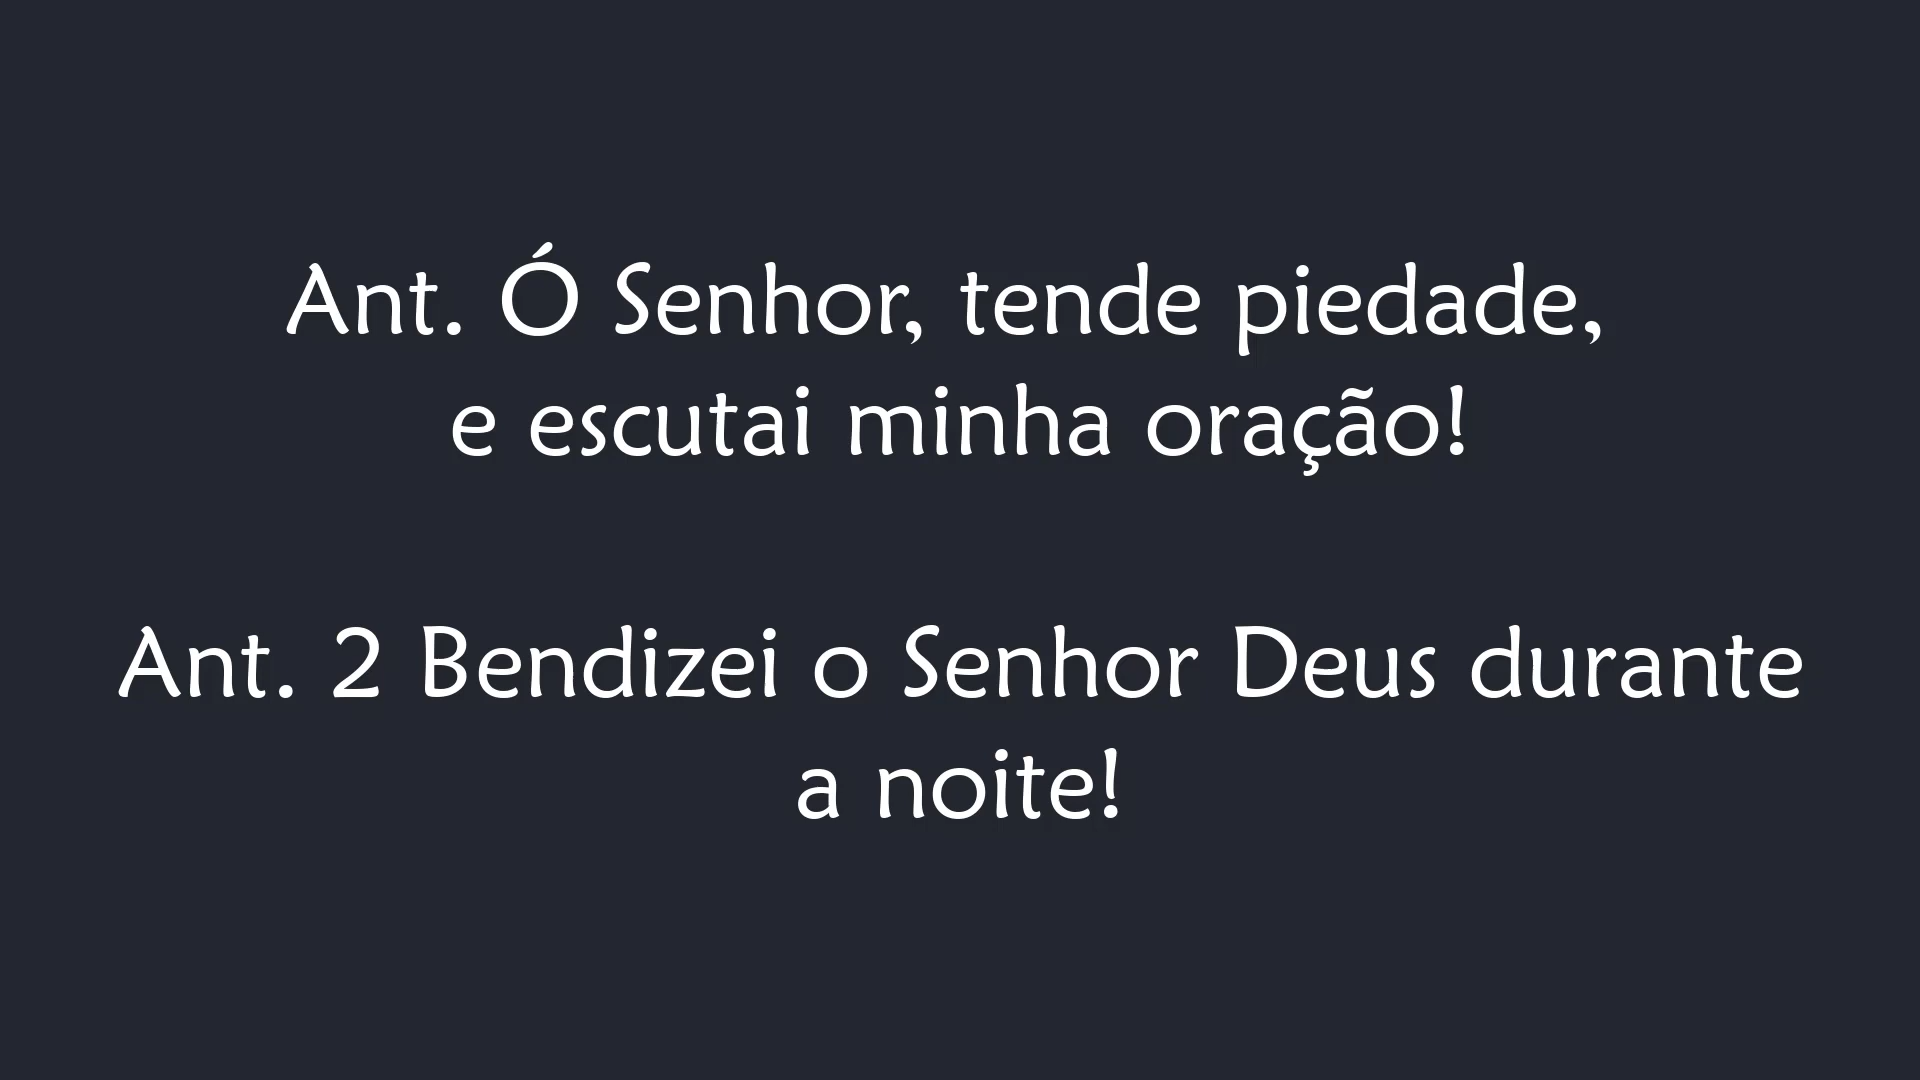 Ant. Ó Senhor, tende piedade,
e escutai minha oração!
Ant. 2 Bendizei o Senhor Deus durante
a noite!